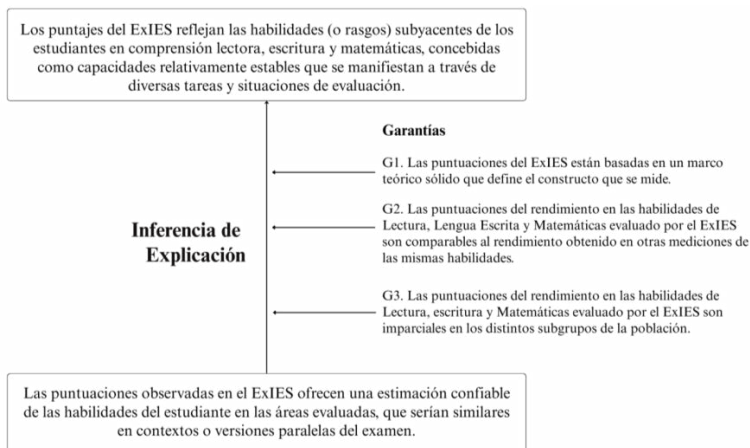 Los puntajes del ExIES reflejan las habilidades (o rasgos) subyacentes de los
estudiantes en comprensión lectora, escritura y matemáticas, concebidas
como capacidades relativamente estables que se manifiestan a través de
diversas tareas y situaciones de evaluación.
Garantías
G1. Las puntuaciones del ExIES están basadas en un marco
teórico sólido que define el constructo que se mide.
G2. Las puntuaciones del rendimiento en las habilidades de
Lectura, Lengua Escrita y Matemáticas evaluado por el ExIES
son comparables al rendimiento obtenido en otras mediciones de
las mismas habilidades.
Inferencia de
Explicación
G3. Las puntuaciones del rendimiento en las habilidades de
Lectura, escritura y Matemáticas evaluado por el ExIES son
imparciales en los distintos subgrupos de la población.
Las puntuaciones observadas en el ExIES ofrecen una estimación confiable
de las habilidades del estudiante en las áreas evaluadas, que serían similares
en contextos o versiones paralelas del examen.